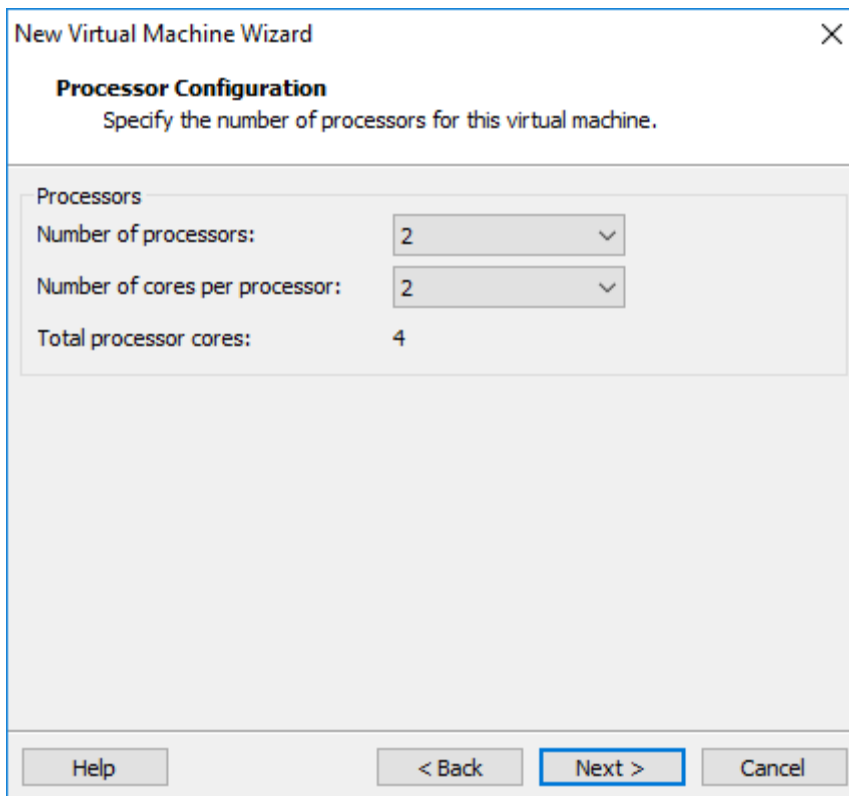 New Virtual Machine Wizard
Processor Configuration
Specify the number of processors for this virtual machine.
Processors
Number of processors: 2
Number of cores per processor: 2
Total processor cores: 4
Help < Back Next > Cancel